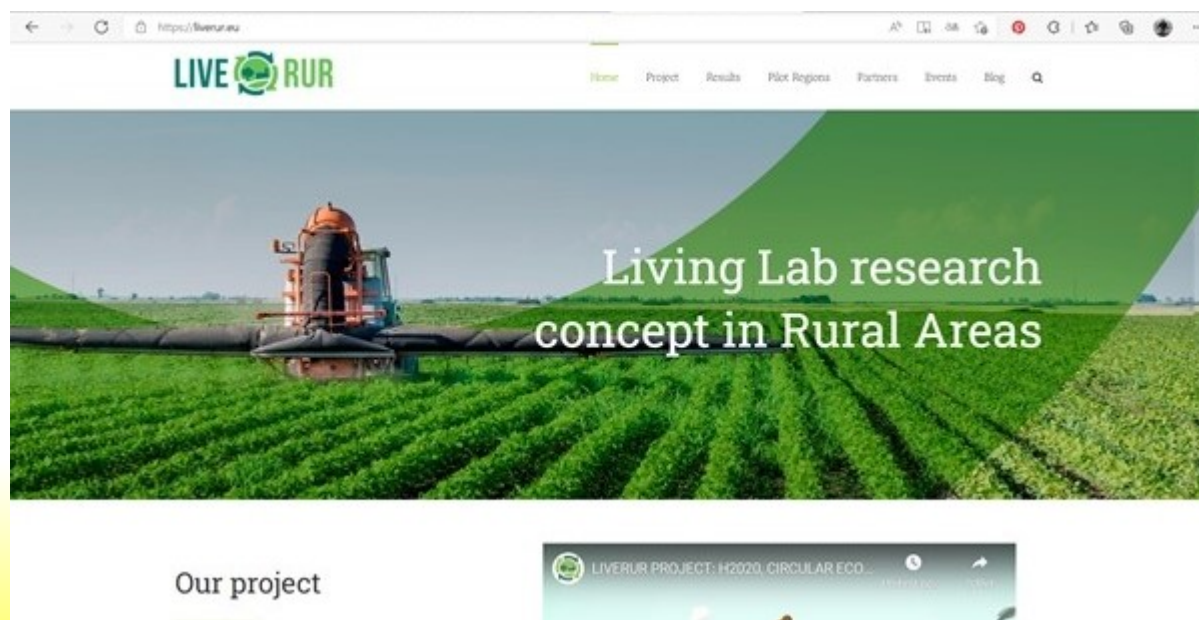 https://liverur.eu
LIVE RUR
Home Project Results Pilot Regions Partners Events Blog
Living Lab research
concept in Rural Areas
Our project
LIVERUR PROJECT: H2020, CIRCULAR ECO...